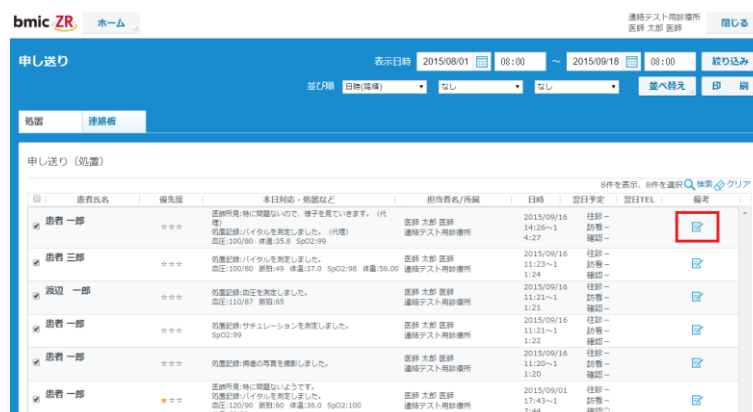 bmic ZR ホーム
連絡テスト用診療所
医師 太郎 医師
閉じる
申し送り
表示日時 2015/08/01 08:00 ～ 2015/09/18 08:00 絞り込み
並び順 日時(降順) なし なし 並べ替え 印 刷
処置 連絡板
申し送り（処置）
8件を表示、8件を選択 検索 クリア
患者氏名 優先度 本日対応・処置など 担当者名/所属 日時 翌日予定 翌日TEL 備考
患者 一郎 ☆☆☆ 医師所見:特に問題ないので、様子を見ていきます。（代
理）
処置記録:バイタルを測定しました。（代理）
血圧:100/80 体温:35.8 SpO2:99
医師 太郎 医師
連絡テスト用診療所
2015/09/16
14:26～1
4:27
往診－
訪看－
確認－
患者 三郎 ☆☆☆ 処置記録:バイタルを測定しました。
血圧:100/80 脈拍:49 体温:37.0 SpO2:98 体重:56.00
医師 太郎 医師
連絡テスト用診療所
2015/09/16
11:23～1
1:24
往診－
訪看－
確認－
渡辺 一郎 ☆☆☆ 処置記録:血圧を測定しました。
血圧:110/87 脈拍:65
医師 太郎 医師
連絡テスト用診療所
2015/09/16
11:21～1
1:21
往診－
訪看－
確認－
患者 一郎 ☆☆☆ 処置記録:サチュレーションを測定しました。
SpO2:99
医師 太郎 医師
連絡テスト用診療所
2015/09/16
11:21～1
1:22
往診－
訪看－
確認－
患者 一郎 ☆☆☆ 処置記録:褥瘡の写真を撮影しました。
医師 太郎 医師
連絡テスト用診療所
2015/09/16
11:20～1
1:20
往診－
訪看－
確認－
患者 一郎 ★☆☆ 医師所見:特に問題ないようです。
処置記録:バイタルを測定しました。
血圧:120/90 脈拍:60 体温:36.0 SpO2:100
医師 太郎 医師
連絡テスト用診療所
2015/09/01
17:43～1
7:44
往診－
訪看－
確認○